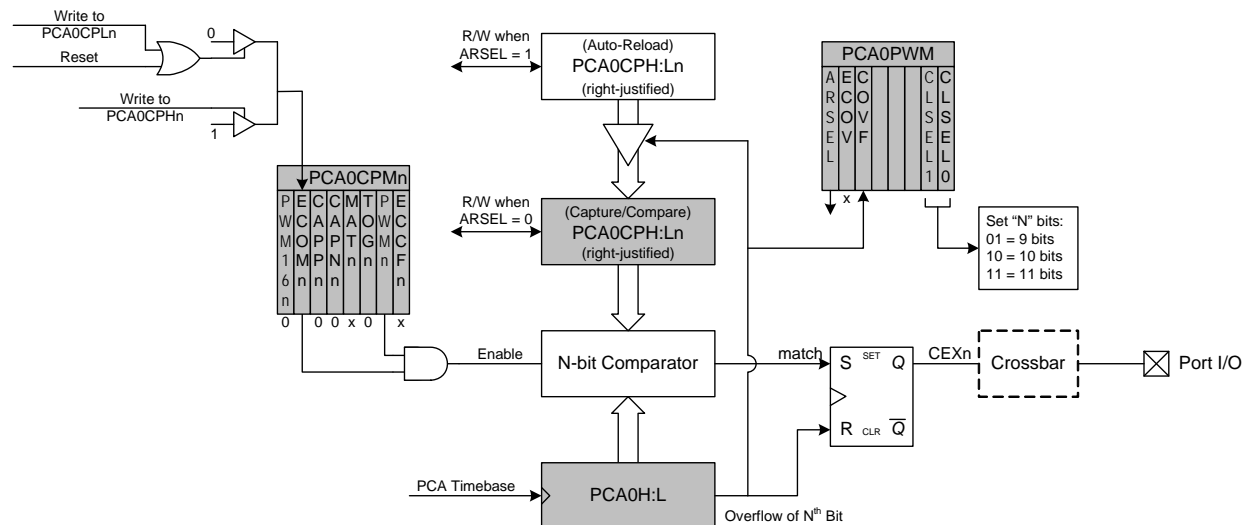 Write to
PCA0CPLn
Reset
0
Write to
PCA0CPHn
1
R/W when
ARSEL = 1
(Auto-Reload)
PCA0CPH:Ln
(right-justified)
PCA0PWM
ARSEL
ECOV
COVF
CLSEL1
CLSEL0
x
R/W when
ARSEL = 0
(Capture/Compare)
PCA0CPH:Ln
(right-justified)
Set “N” bits:
01 = 9 bits
10 = 10 bits
11 = 11 bits
PCA0CPMn
PWM16n
ECOMn
CAPPn
CAPNn
MATn
TOGn
PWMn
ECCFn
0 0 0 x 0 x
Enable
N-bit Comparator
match
S SET Q
R CLR Q
CEXn
Crossbar
Port I/O
PCA Timebase
PCA0H:L
Overflow of Nth Bit